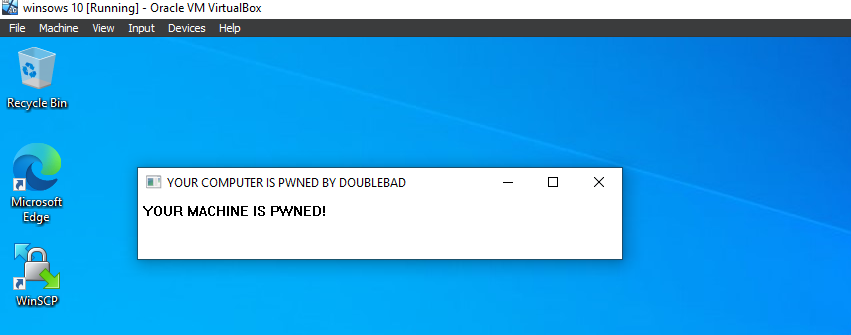 winsows 10 [Running] - Oracle VM VirtualBox
File Machine View Input Devices Help
Recycle Bin
YOUR COMPUTER IS PWNED BY DOUBLEBAD
YOUR MACHINE IS PWNED!
Microsoft
Edge
WinSCP